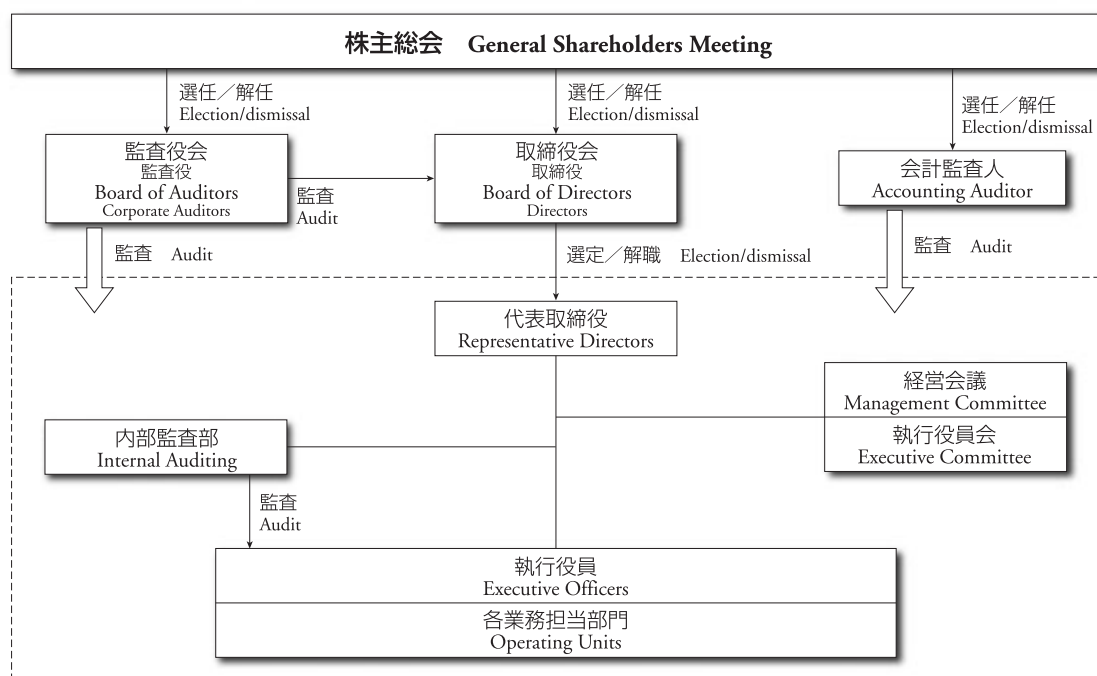 株主総会 General Shareholders Meeting
選任／解任
Election/dismissal
選任／解任
Election/dismissal
選任／解任
Election/dismissal
監査役会
監査役
Board of Auditors
Corporate Auditors
監査
Audit
取締役会
取締役
Board of Directors
Directors
会計監査人
Accounting Auditor
監査 Audit
選定／解職 Election/dismissal
監査 Audit
代表取締役
Representative Directors
経営会議
Management Committee
執行役員会
Executive Committee
内部監査部
Internal Auditing
監査
Audit
執行役員
Executive Officers
各業務担当部門
Operating Units